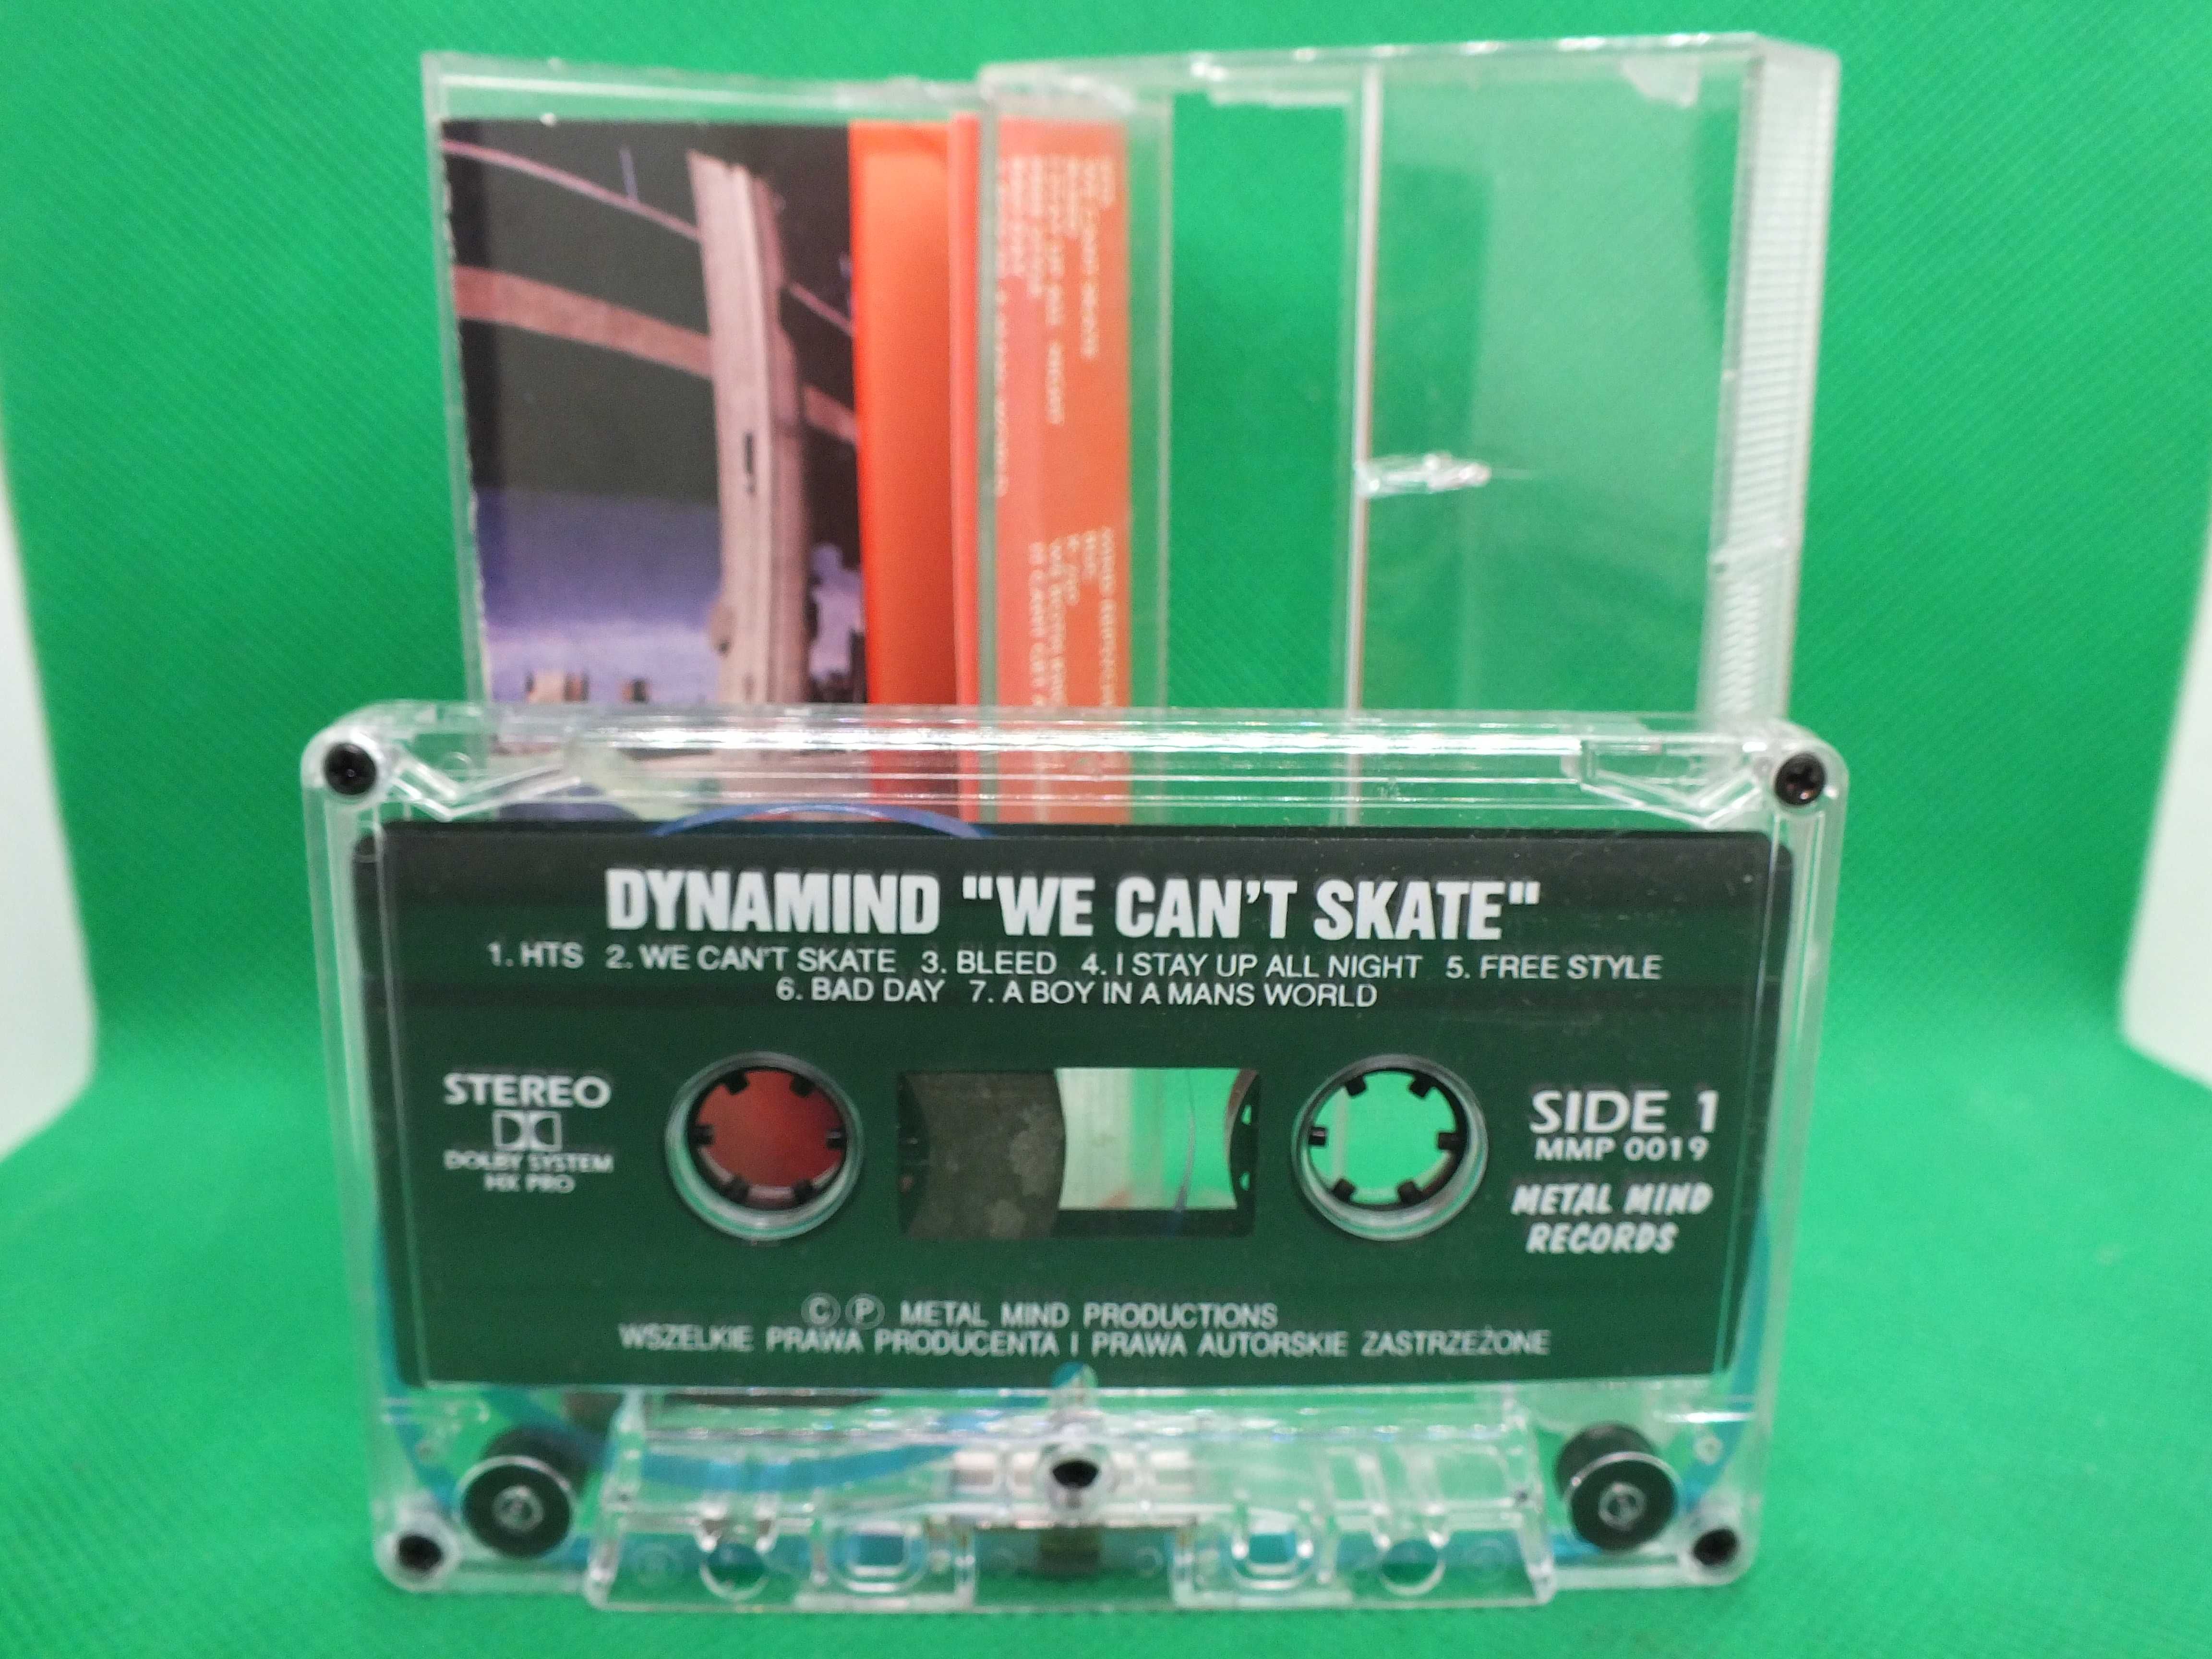 DYNAMIND "WE CAN'T SKATE"
1. HTS 2. WE CAN'T SKATE 3. BLEED 4. I STAY UP ALL NIGHT 5. FREE STYLE
6. BAD DAY 7. A BOY IN A MANS WORLD
STEREO
DOLBY SYSTEM
HX PRO
SIDE 1
MMP 0019
METAL MIND
RECORDS
© Ⓟ METAL MIND PRODUCTIONS
WSZELKIE PRAWA PRODUCENTA I PRAWA AUTORSKIE ZASTRZEŻONE